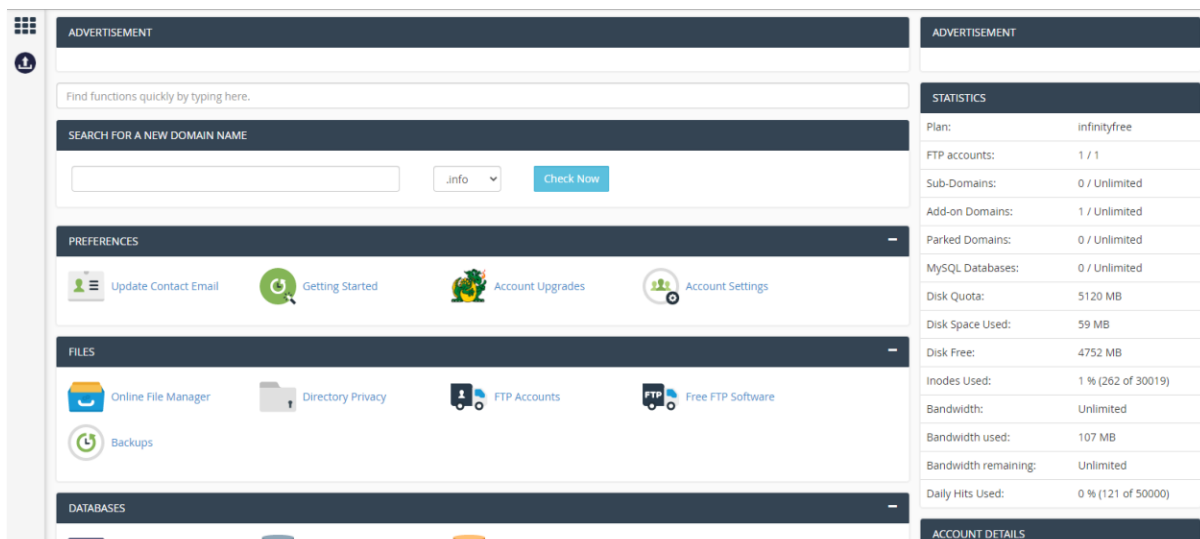 ADVERTISEMENT
Find functions quickly by typing here.
SEARCH FOR A NEW DOMAIN NAME
.info
Check Now
PREFERENCES
Update Contact Email
Getting Started
Account Upgrades
Account Settings
FILES
Online File Manager
Directory Privacy
FTP Accounts
FTP
Free FTP Software
Backups
DATABASES
ADVERTISEMENT
STATISTICS
Plan: infinityfree
FTP accounts: 1 / 1
Sub-Domains: 0 / Unlimited
Add-on Domains: 1 / Unlimited
Parked Domains: 0 / Unlimited
MySQL Databases: 0 / Unlimited
Disk Quota: 5120 MB
Disk Space Used: 59 MB
Disk Free: 4752 MB
Inodes Used: 1 % (262 of 30019)
Bandwidth: Unlimited
Bandwidth used: 107 MB
Bandwidth remaining: Unlimited
Daily Hits Used: 0 % (121 of 50000)
ACCOUNT DETAILS